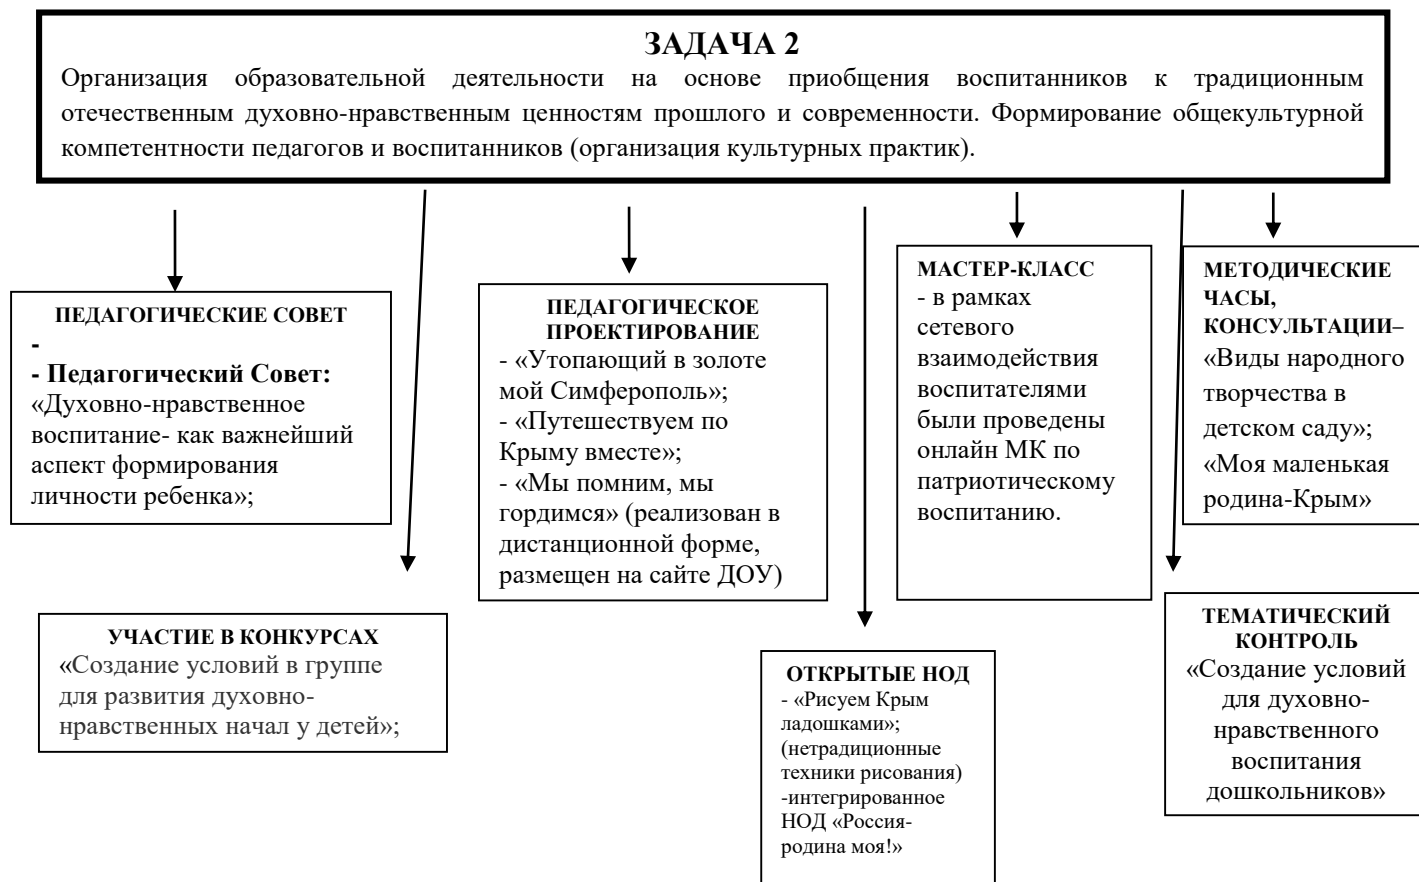 ЗАДАЧА 2
Организация образовательной деятельности на основе приобщения воспитанников к традиционным
отечественным духовно-нравственным ценностям прошлого и современности. Формирование общекультурной
компетентности педагогов и воспитанников (организация культурных практик).
ПЕДАГОГИЧЕСКИЕ СОВЕТ
-
- Педагогический Совет:
«Духовно-нравственное
воспитание- как важнейший
аспект формирования
личности ребенка»;
ПЕДАГОГИЧЕСКОЕ
ПРОЕКТИРОВАНИЕ
- «Утопающий в золоте
мой Симферополь»;
- «Путешествуем по
Крыму вместе»;
- «Мы помним, мы
гордимся» (реализован в
дистанционной форме,
размещен на сайте ДОУ)
МАСТЕР-КЛАСС
- в рамках
сетевого
взаимодействия
воспитателями
были проведены
онлайн МК по
патриотическому
воспитанию.
МЕТОДИЧЕСКИЕ
ЧАСЫ,
КОНСУЛЬТАЦИИ–
«Виды народного
творчества в
детском саду»;
«Моя маленькая
родина-Крым»
УЧАСТИЕ В КОНКУРСАХ
«Создание условий в группе
для развития духовно-
нравственных начал у детей»;
ОТКРЫТЫЕ НОД
- «Рисуем Крым
ладошками»;
(нетрадиционные
техники рисования)
-интегрированное
НОД «Россия-
родина моя!»
ТЕМАТИЧЕСКИЙ
КОНТРОЛЬ
«Создание условий
для духовно-
нравственного
воспитания
дошкольников»